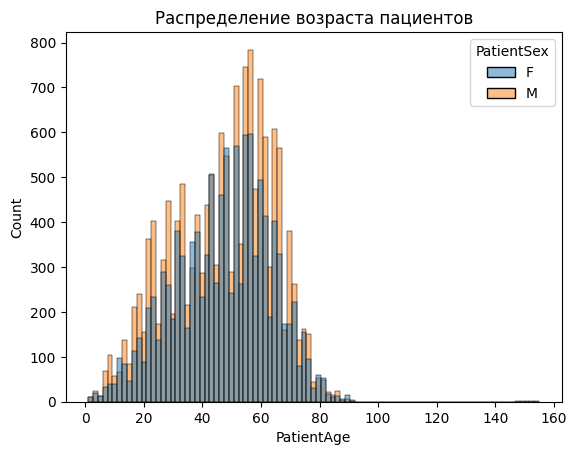 Распределение возраста пациентов
PatientSex
F
M
Count
800
700
600
500
400
300
200
100
0
0 20 40 60 80 100 120 140 160
PatientAge